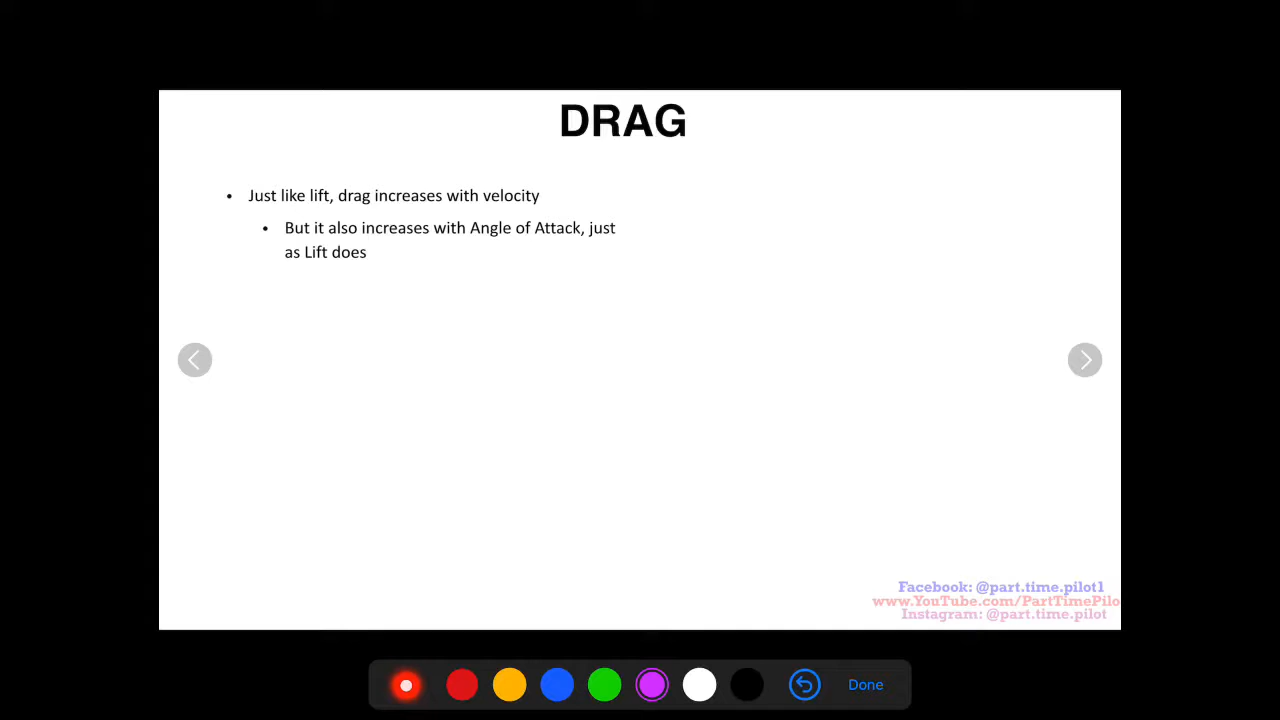 DRAG
• Just like lift, drag increases with velocity
• But it also increases with Angle of Attack, just
as Lift does
Facebook: @part.time.pilot1
www.YouTube.com/PartTimePilo
Instagram: @part.time.pilot
Done